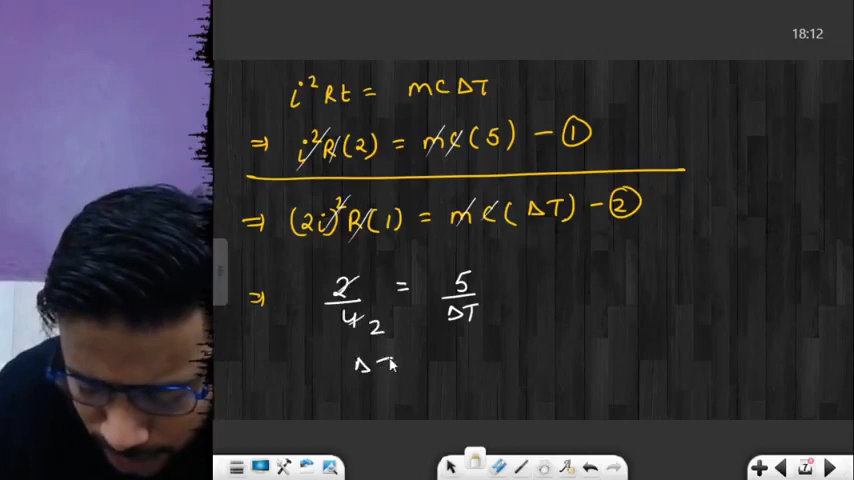 18:12
i²Rt = mcΔT
⇒ i²R(2) = mc(5) - ①
⇒ (2i)²R(1) = mc(ΔT) - ②
⇒ 2/4 2 = 5/ΔT
ΔT
7